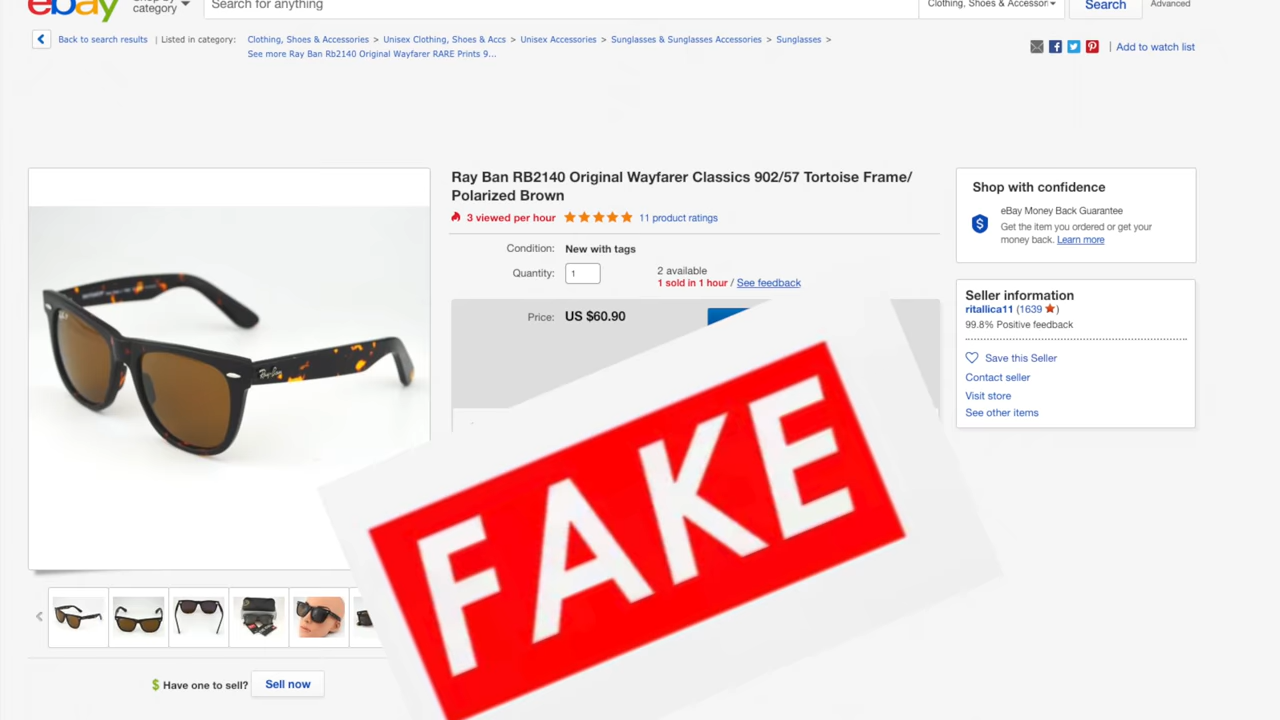 ebay
category
Search for anything
Clothing, Shoes & Accessori
Search
Advanced
Back to search results | Listed in category: Clothing, Shoes & Accessories > Unisex Clothing, Shoes & Accs > Unisex Accessories > Sunglasses & Sunglasses Accessories > Sunglasses >
See more Ray Ban Rb2140 Original Wayfarer RARE Prints 9...
| Add to watch list
Ray Ban RB2140 Original Wayfarer Classics 902/57 Tortoise Frame/
Polarized Brown
3 viewed per hour
11 product ratings
Condition: New with tags
Quantity: 1
2 available
1 sold in 1 hour / See feedback
Price: US $60.90
Shop with confidence
eBay Money Back Guarantee
Get the item you ordered or get your
money back. Learn more
Seller information
ritallica11 (1639 )
99.8% Positive feedback
Save this Seller
Contact seller
Visit store
See other items
Ray-Ban
FAKE
$ Have one to sell? Sell now